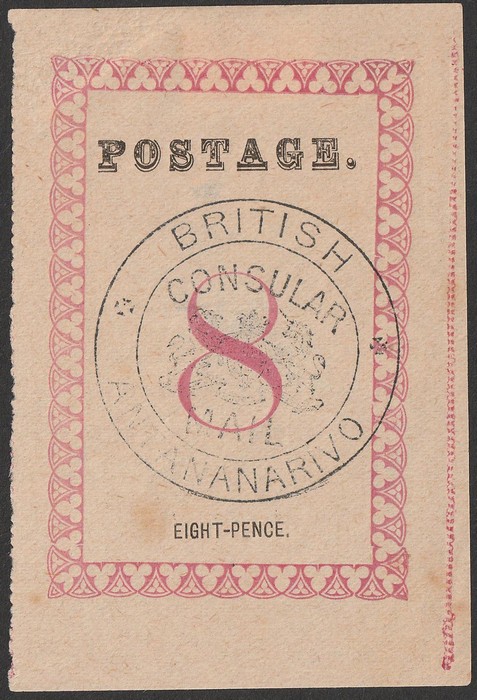 POSTAGE.
BRITISH
CONSULAR
8
MAIL
ANTANANARIVO
EIGHT-PENCE.